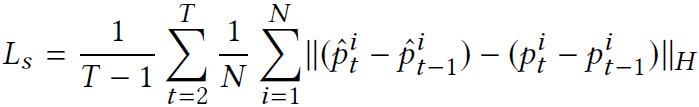 $L_s = \frac{1}{T-1} \sum_{t=2}^{T} \frac{1}{N} \sum_{i=1}^{N} ||(\hat{p}_t^i - \hat{p}_{t-1}^i) - (p_t^i - p_{t-1}^i)||_H$